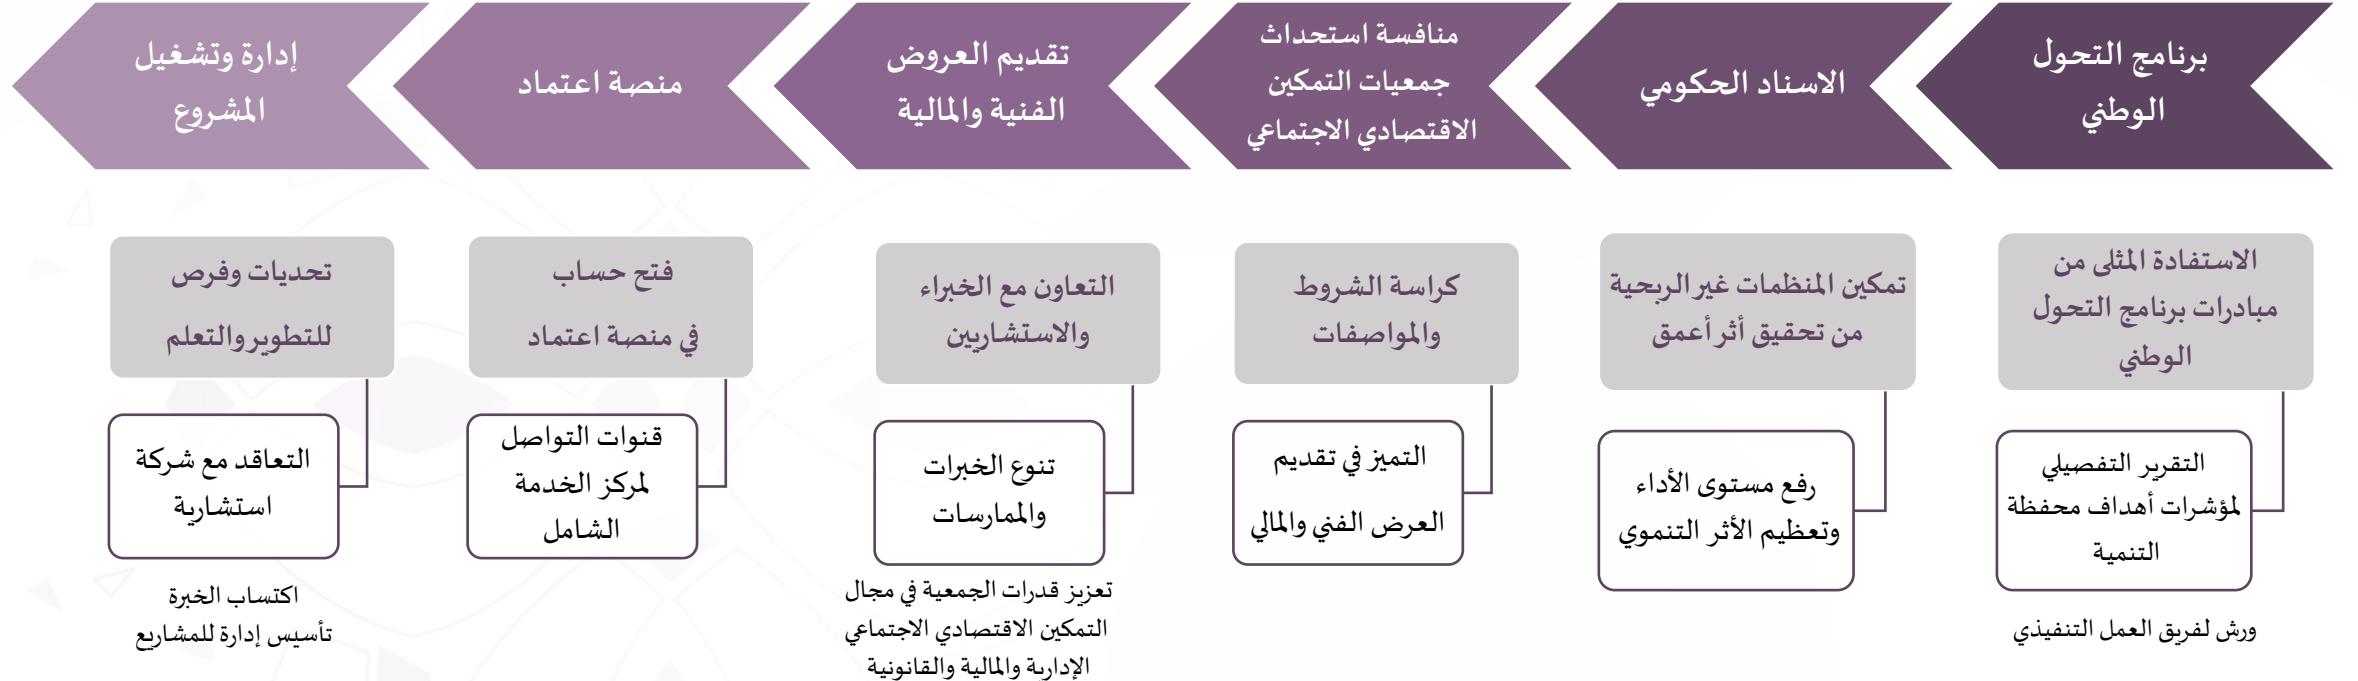 برنامج التحول
الوطني
الاسناد الحكومي
منافسة استحداث
جمعيات التمكين
الاقتصادي الاجتماعي
تقديم العروض
الفنية والمالية
منصة اعتماد
إدارة وتشغيل
المشروع
الاستفادة المثلى من
مبادرات برنامج التحول
الوطني
تمكين المنظمات غير الربحية
من تحقيق أثر أعمق
كراسة الشروط
والمواصفات
التعاون مع الخبراء
والاستشاريين
فتح حساب
في منصة اعتماد
تحديات وفرص
للتطوير والتعلم
التقرير التفصيلي
لمؤشرات أهداف محفظة
التنمية
رفع مستوى الأداء
وتعظيم الأثر التنموي
التميز في تقديم
العرض الفني والمالي
تنوع الخبرات
والممارسات
قنوات التواصل
لمركز الخدمة
الشامل
التعاقد مع شركة
استشارية
ورش لفريق العمل التنفيذي
تعزيز قدرات الجمعية في مجال
التمكين الاقتصادي الاجتماعي
الإدارية والمالية والقانونية
اكتساب الخبرة
تأسيس إدارة للمشاريع